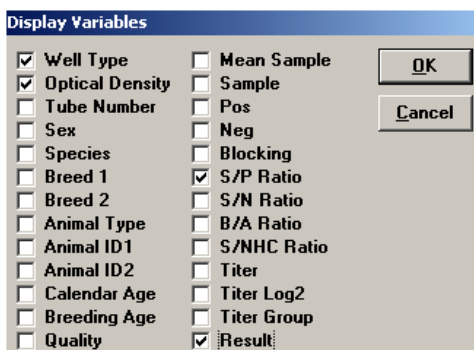 Display Variables
Well Type
Optical Density
Tube Number
Sex
Species
Breed 1
Breed 2
Animal Type
Animal ID1
Animal ID2
Calendar Age
Breeding Age
Quality
Mean Sample
Sample
Pos
Neg
Blocking
S/P Ratio
S/N Ratio
B/A Ratio
S/NHC Ratio
Titer
Titer Log2
Titer Group
Result
OK
Cancel